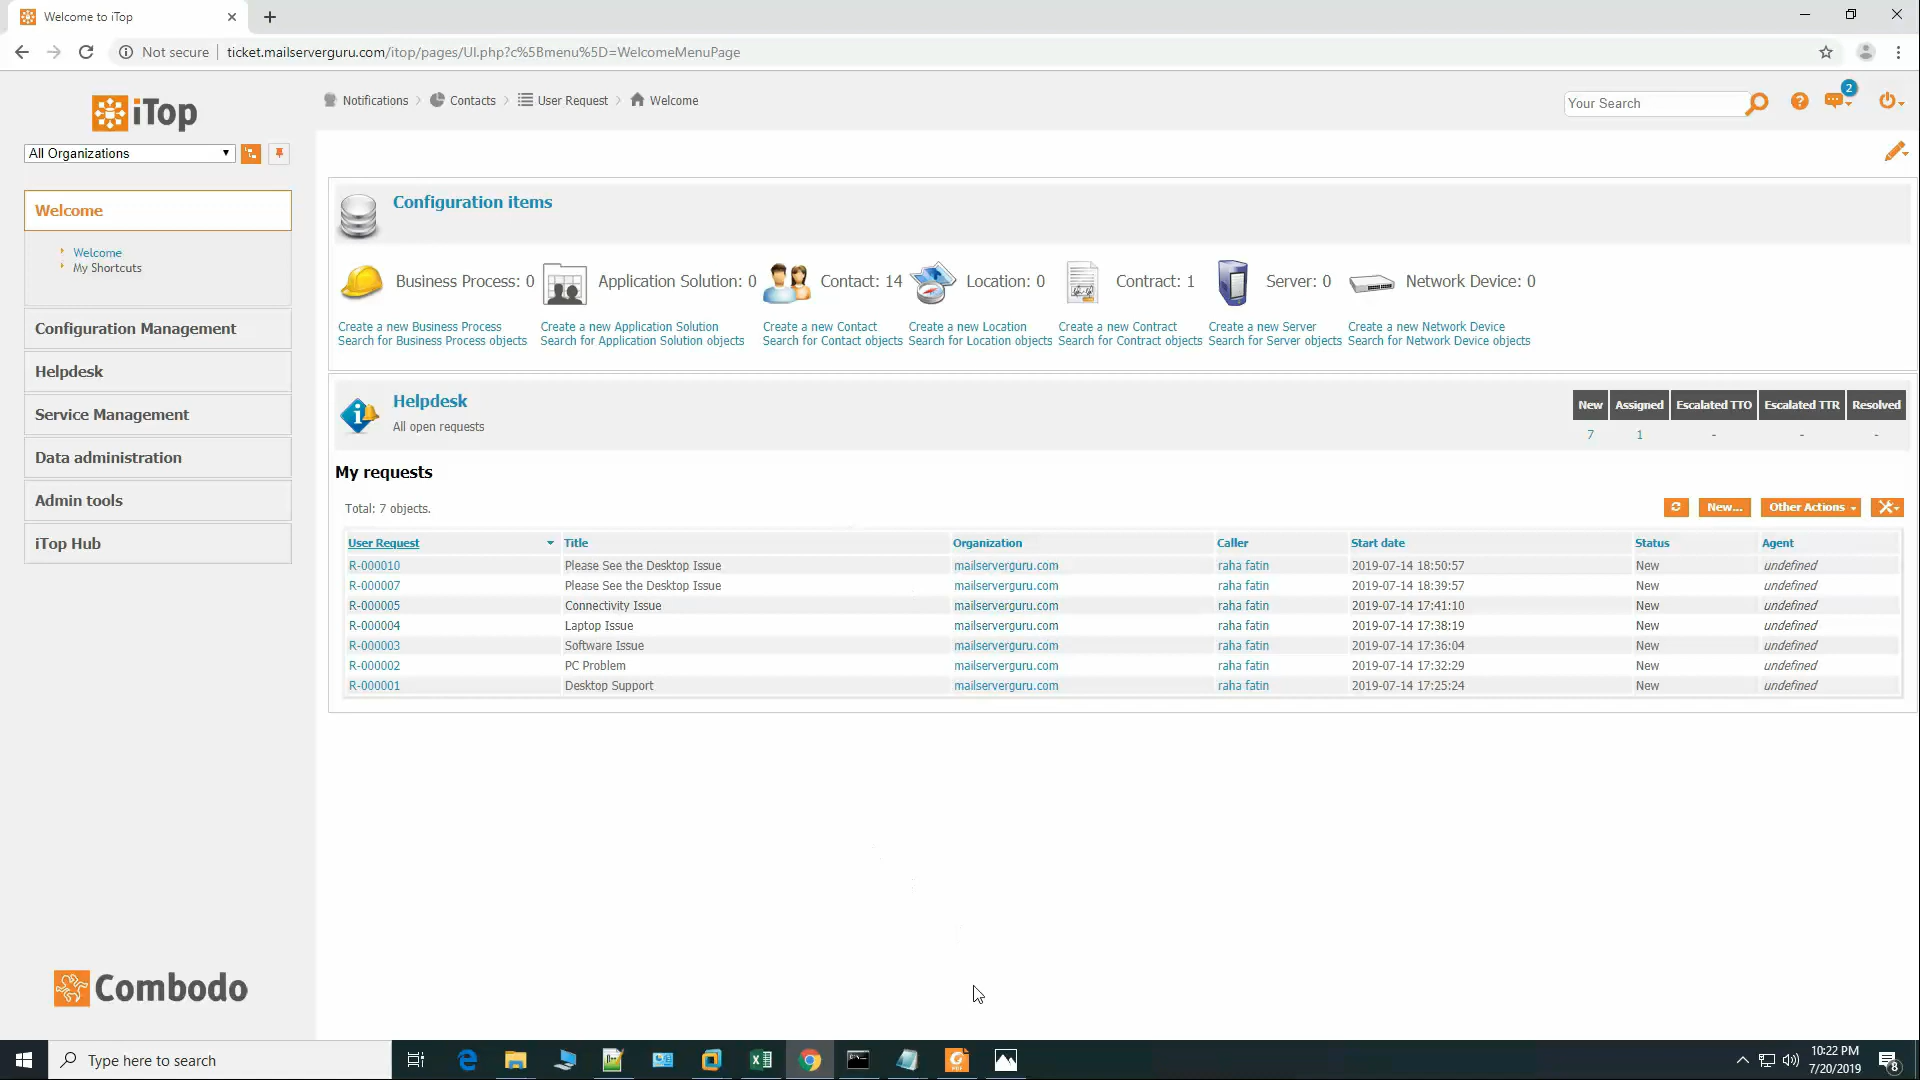 Welcome to iTop
Not secure
ticket.mailserverguru.com/itop/pages/UI.php?c%5Bmenu%5D=WelcomeMenuPage
iTop
Notifications
Contacts
User Request
Welcome
Your Search
2
All Organizations
Welcome
Welcome
My Shortcuts
Configuration Management
Helpdesk
Service Management
Data administration
Admin tools
iTop Hub
Combodo
Configuration items
Business Process: 0
Application Solution: 0
Contact: 14
Location: 0
Contract: 1
Server: 0
Network Device: 0
Create a new Business Process
Create a new Application Solution
Create a new Contact
Create a new Location
Create a new Contract
Create a new Server
Create a new Network Device
Search for Business Process objects
Search for Application Solution objects
Search for Contact objects
Search for Location objects
Search for Contract objects
Search for Server objects
Search for Network Device objects
Helpdesk
All open requests
New Assigned Escalated TTO Escalated TTR Resolved
7 1 - - -
My requests
Total: 7 objects.
New...
Other Actions
User Request Title Organization Caller Start date Status Agent
R-000010 Please See the Desktop Issue mailserverguru.com raha fatin 2019-07-14 18:50:57 New undefined
R-000007 Please See the Desktop Issue mailserverguru.com raha fatin 2019-07-14 18:39:57 New undefined
R-000005 Connectivity Issue mailserverguru.com raha fatin 2019-07-14 17:41:10 New undefined
R-000004 Laptop Issue mailserverguru.com raha fatin 2019-07-14 17:38:19 New undefined
R-000003 Software Issue mailserverguru.com raha fatin 2019-07-14 17:36:04 New undefined
R-000002 PC Problem mailserverguru.com raha fatin 2019-07-14 17:32:29 New undefined
R-000001 Desktop Support mailserverguru.com raha fatin 2019-07-14 17:25:24 New undefined
Type here to search
10:22 PM
7/20/2019
8